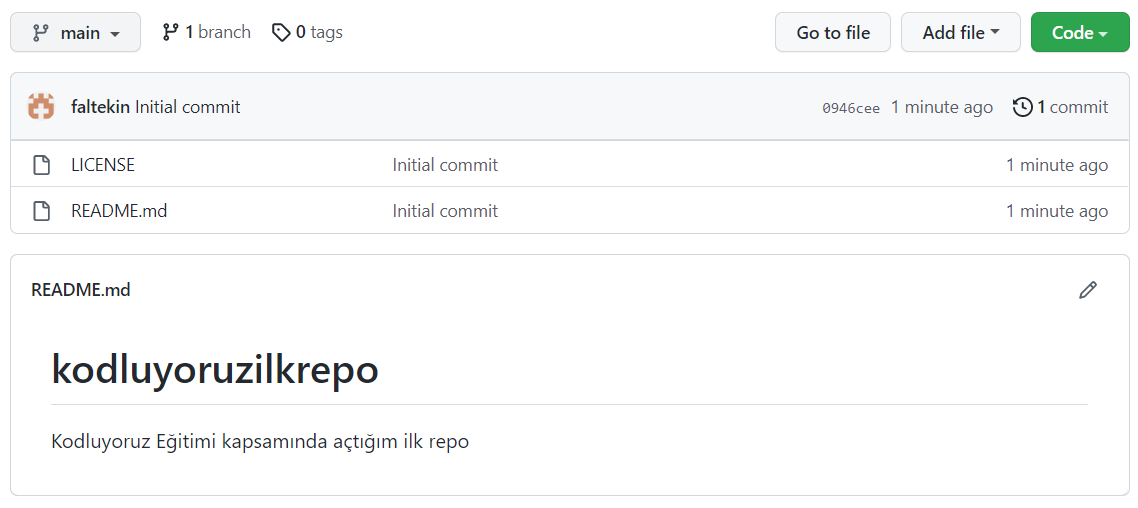 main 1 branch 0 tags Go to file Add file Code
faltekin Initial commit 0946cee 1 minute ago 1 commit
LICENSE Initial commit 1 minute ago
README.md Initial commit 1 minute ago
README.md
kodluyoruzilkrepo
Kodluyoruz Eğitimi kapsamında açtığım ilk repo